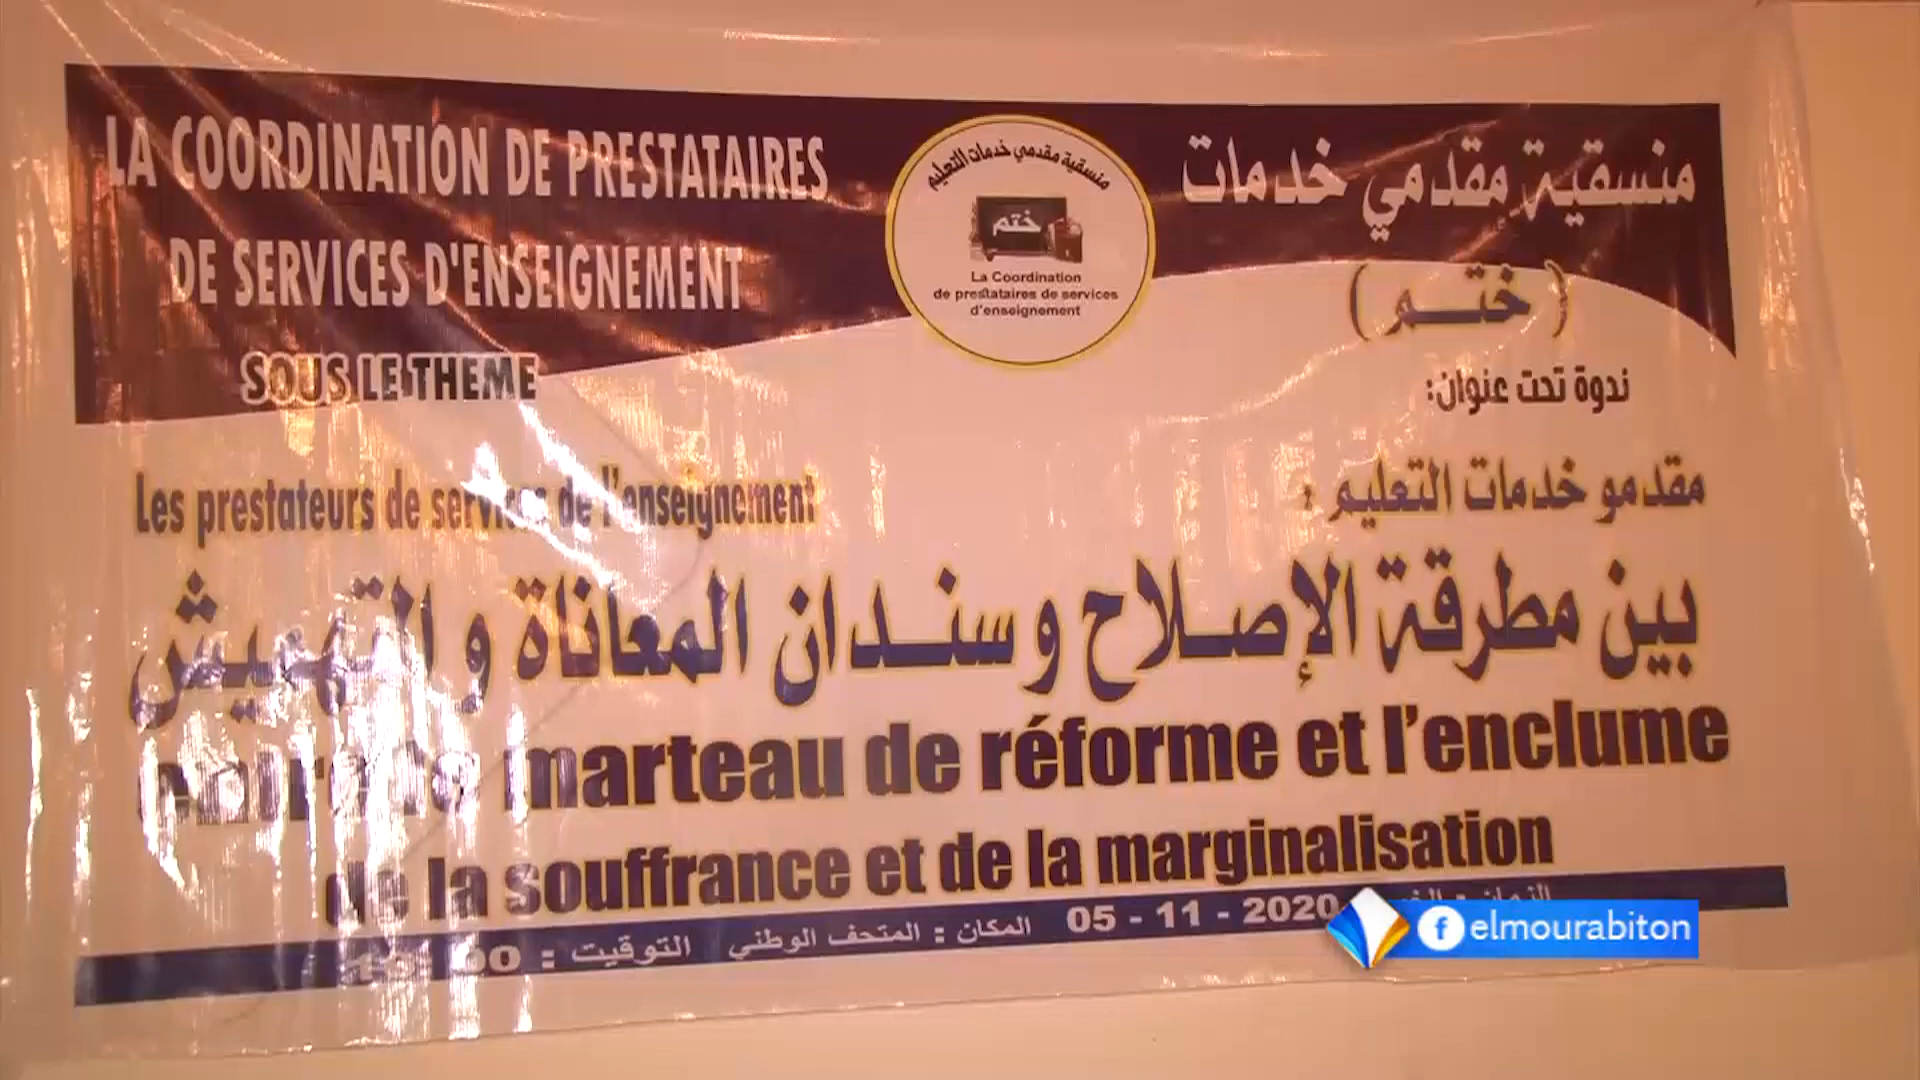 LA COORDINATION DE PRESTATAIRES
DE SERVICES D'ENSEIGNEMENT
SOUS LE THEME
منسقية مقدمي خدمات التعليم
ختم
La Coordination
de prestataires de services
d'enseignement
منسقية مقدمي خدمات
( ختم )
ندوة تحت عنوان:
Les prestateurs de services de l'enseignement
مقدمو خدمات التعليم :
بين مطرقة الإصلاح وسندان المعاناة والتهميش
marteau de réforme et l'enclume
de la souffrance et de la marginalisation
الزمان : 05 - 11 - 2020 المكان : المتحف الوطني التوقيت :
elmourabiton